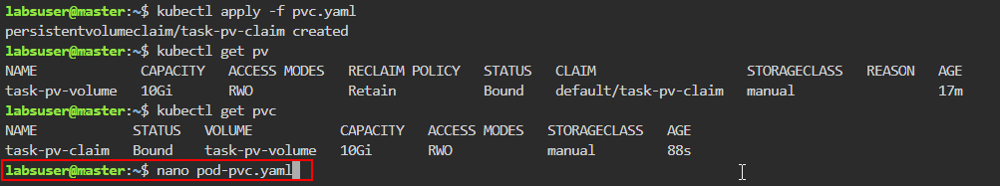 labsuser@master:~$ kubectl apply -f pvc.yaml
persistentvolumeclaim/task-pv-claim created
labsuser@master:~$ kubectl get pv
NAME CAPACITY ACCESS MODES RECLAIM POLICY STATUS CLAIM STORAGECLASS REASON AGE
task-pv-volume 10Gi RWO Retain Bound default/task-pv-claim manual 17m
labsuser@master:~$ kubectl get pvc
NAME STATUS VOLUME CAPACITY ACCESS MODES STORAGECLASS AGE
task-pv-claim Bound task-pv-volume 10Gi RWO manual 88s
labsuser@master:~$ nano pod-pvc.yaml